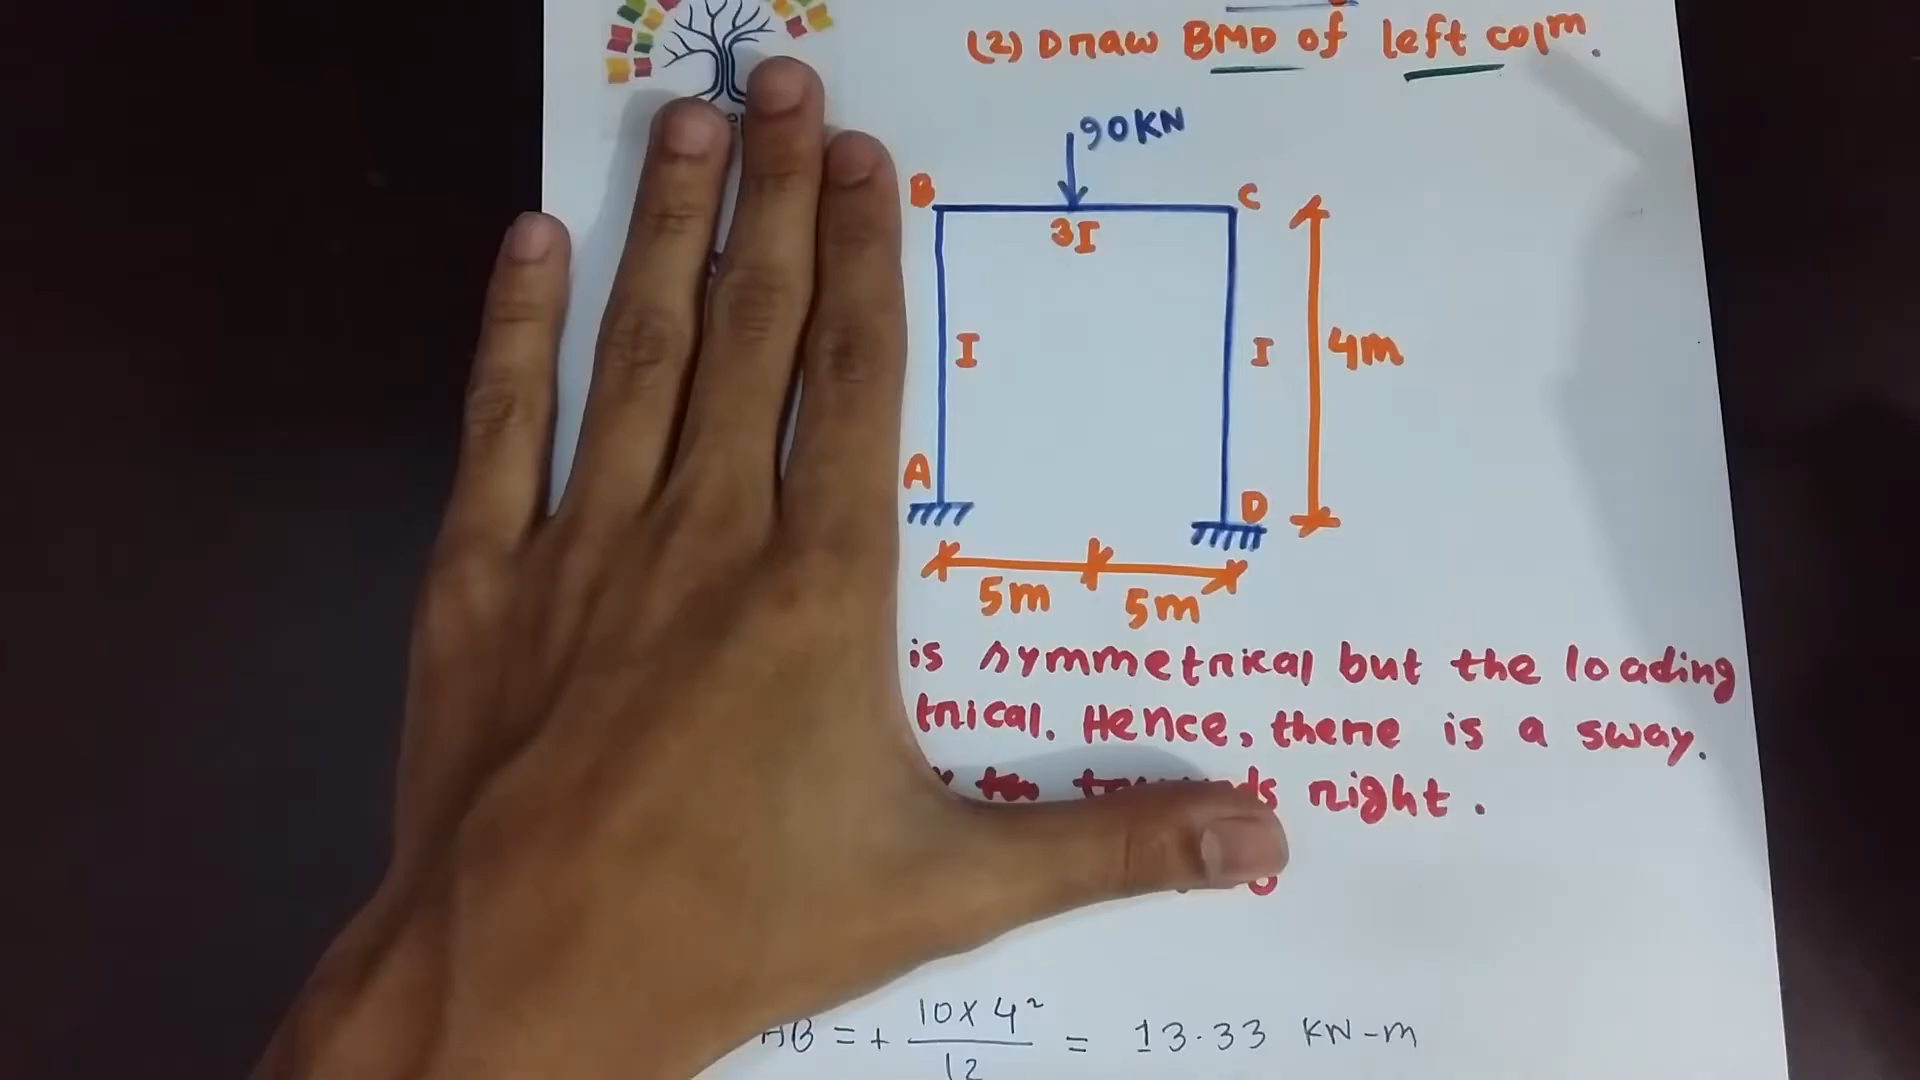 (2) Draw BMD of left colm.
90KN
B
C
3I
I
I
4m
A
D
5m
5m
is symmetrical but the loading
trical. Hence, there is a sway.
right.
AB = + 10 x 4² / 12 = 13.33 KN-m